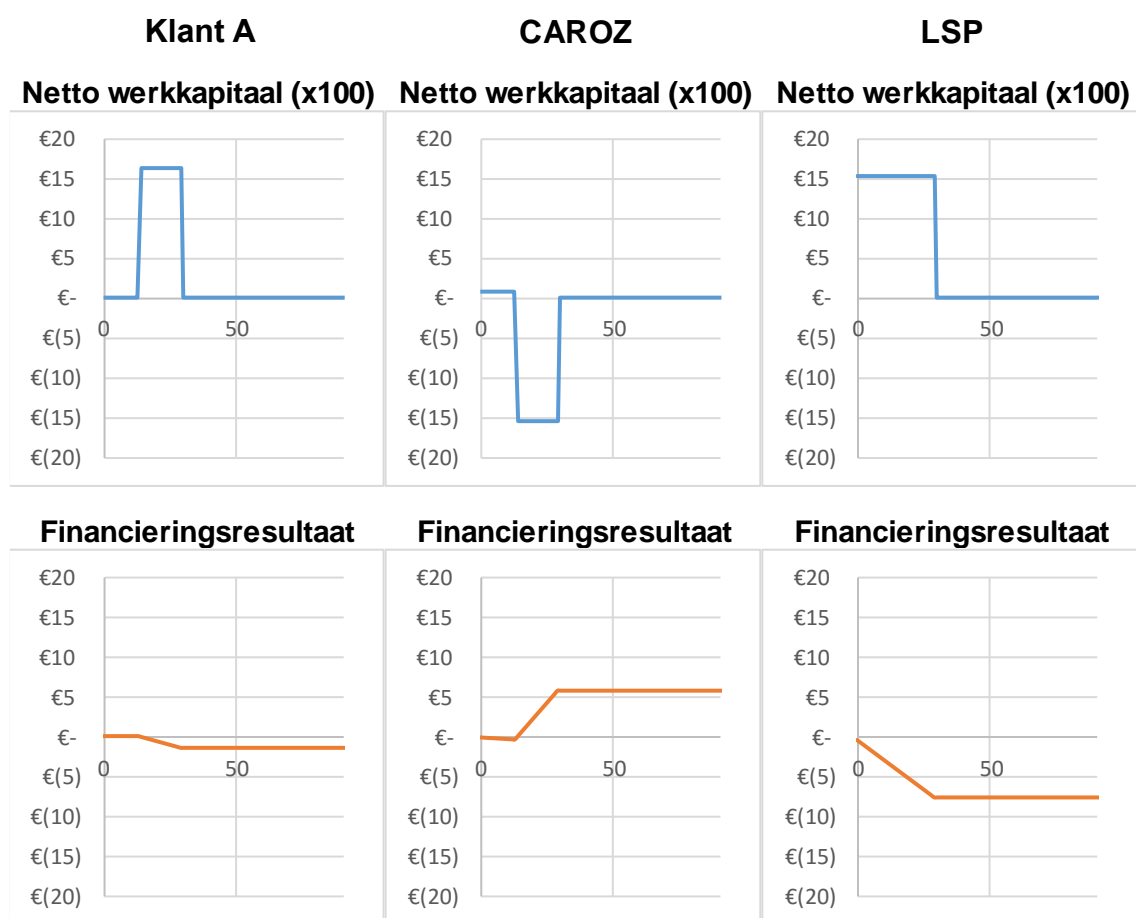 Klant A CAROZ LSP
Netto werkkapitaal (x100) Netto werkkapitaal (x100) Netto werkkapitaal (x100)
€20 €20 €20
€15 €15 €15
€10 €10 €10
€5 €5 €5
€- €- €-
0 50 0 50 0 50
€(5) €(5) €(5)
€(10) €(10) €(10)
€(15) €(15) €(15)
€(20) €(20) €(20)
Financieringsresultaat Financieringsresultaat Financieringsresultaat
€20 €20 €20
€15 €15 €15
€10 €10 €10
€5 €5 €5
€- €- €-
0 50 0 50 0 50
€(5) €(5) €(5)
€(10) €(10) €(10)
€(15) €(15) €(15)
€(20) €(20) €(20)